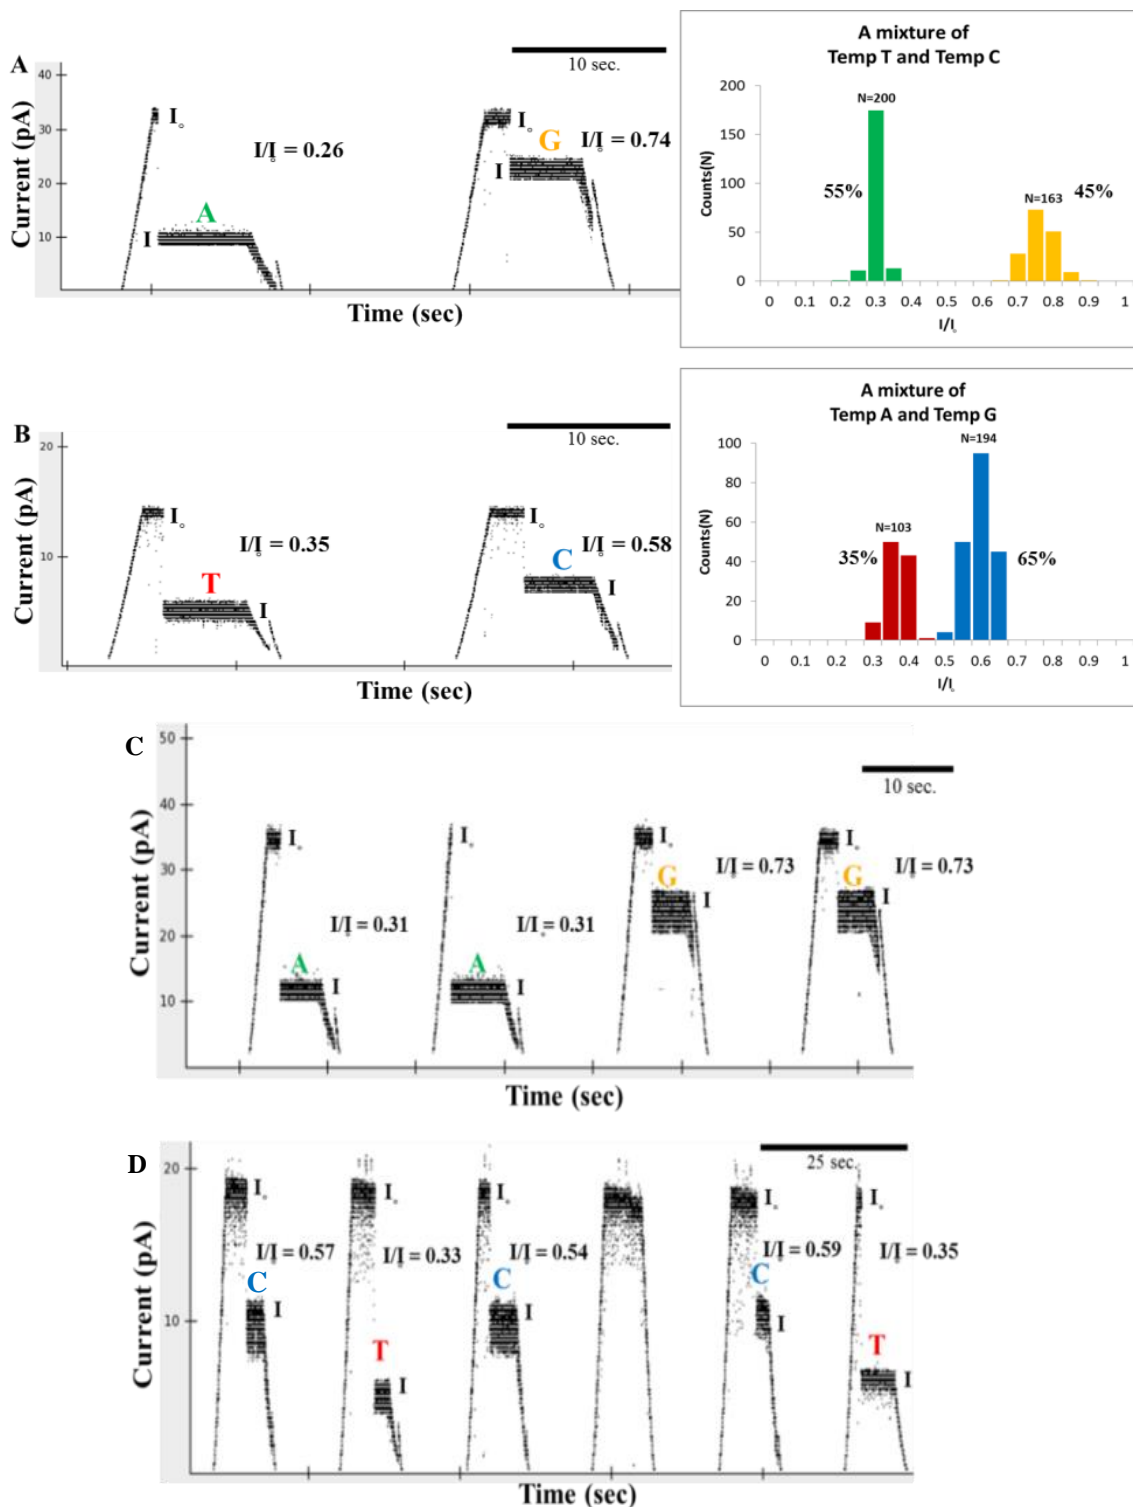 A
Current (pA)
40
30
20
10
I₀
I
A
I/I₀ = 0.26
10 sec.
I₀
I
G
I/I₀ = 0.74
Time (sec)
A mixture of
Temp T and Temp C
Counts(N)
200
150
100
50
0
N=200
55%
N=163
45%
0 0.1 0.2 0.3 0.4 0.5 0.6 0.7 0.8 0.9 1
I/I₀
B
Current (pA)
20
10
I₀
I/I₀ = 0.35
T
I
10 sec.
I₀
I/I₀ = 0.58
C
I
Time (sec)
A mixture of
Temp A and Temp G
Counts(N)
100
80
60
40
20
0
N=103
35%
N=194
65%
0 0.1 0.2 0.3 0.4 0.5 0.6 0.7 0.8 0.9 1
I/I₀
C
Current (pA)
50
40
30
20
10
10 sec.
I₀
I/I₀ = 0.31
A
I
I₀
I/I₀ = 0.31
A
I
I₀
I/I₀ = 0.73
G
I
I₀
I/I₀ = 0.73
G
I
Time (sec)
D
Current (pA)
20
10
25 sec.
I₀
I/I₀ = 0.57
C
I
I₀
I/I₀ = 0.33
T
I
I₀
I/I₀ = 0.54
C
I
I₀
I/I₀ = 0.59
C
I
I₀
I/I₀ = 0.35
T
I
Time (sec)